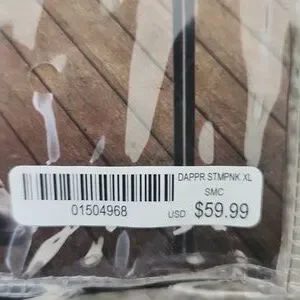 DAPPR STMPNK XL
SMC
01504968
USD $59.99